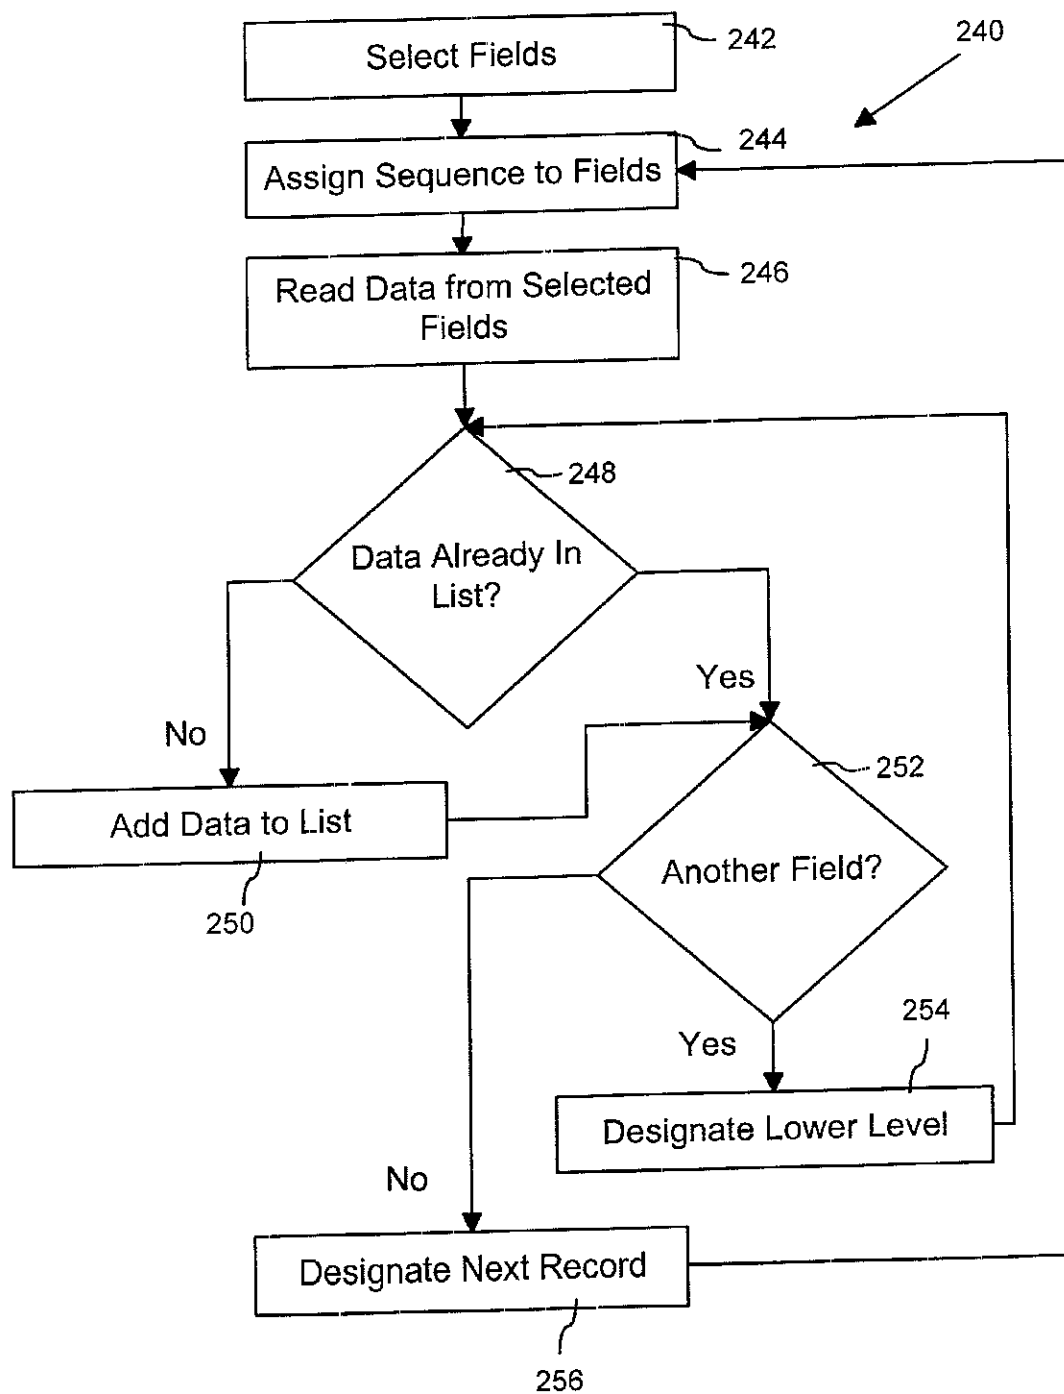 Select Fields
242
240
Assign Sequence to Fields
244
Read Data from Selected
Fields
246
248
Data Already In
List?
Yes
No
252
Add Data to List
250
Another Field?
254
Yes
Designate Lower Level
No
Designate Next Record
256